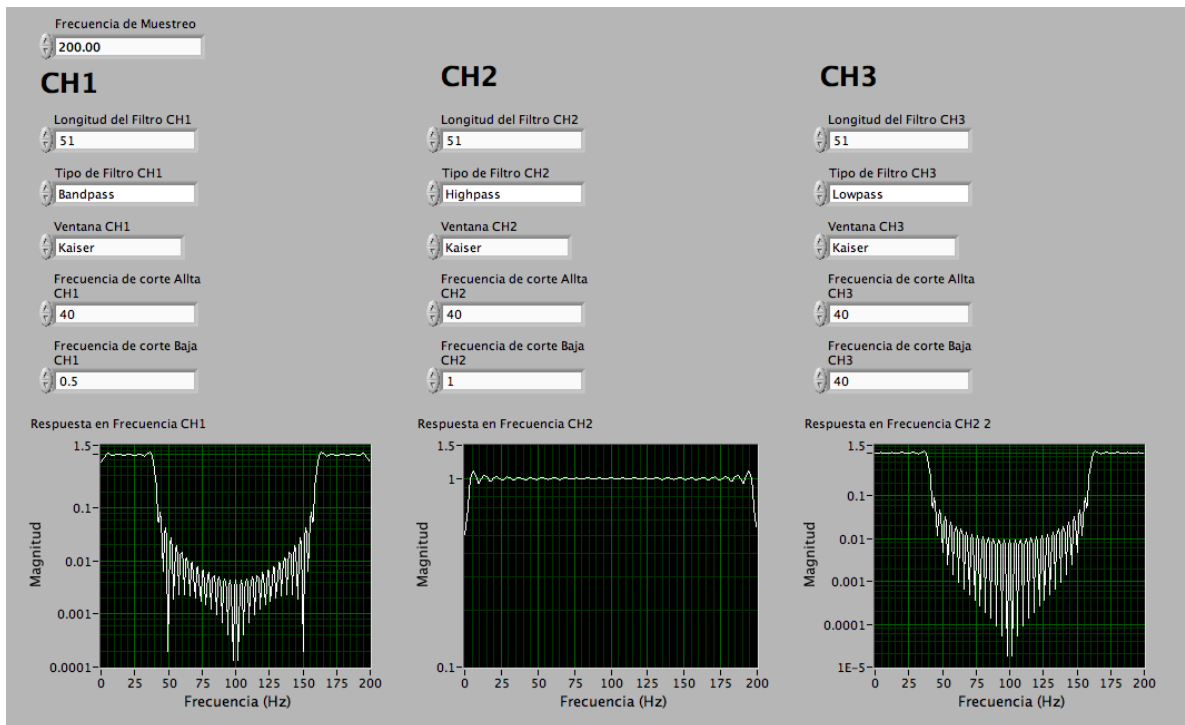 Frecuencia de Muestreo
200.00
CH1
CH2
CH3
Longitud del Filtro CH1
51
Longitud del Filtro CH2
51
Longitud del Filtro CH3
51
Tipo de Filtro CH1
Bandpass
Tipo de Filtro CH2
Highpass
Tipo de Filtro CH3
Lowpass
Ventana CH1
Kaiser
Ventana CH2
Kaiser
Ventana CH3
Kaiser
Frecuencia de corte Allta
CH1
40
Frecuencia de corte Allta
CH2
40
Frecuencia de corte Allta
CH3
40
Frecuencia de corte Baja
CH1
0.5
Frecuencia de corte Baja
CH2
1
Frecuencia de corte Baja
CH3
40
Respuesta en Frecuencia CH1
1.5
0.1
0.01
0.001
0.0001
Magnitud
0 25 50 75 100 125 150 175 200
Frecuencia (Hz)
Respuesta en Frecuencia CH2
1.5
1
0.1
Magnitud
0 25 50 75 100 125 150 175 200
Frecuencia (Hz)
Respuesta en Frecuencia CH2 2
1.5
0.1
0.01
0.001
0.0001
1E-5
Magnitud
0 25 50 75 100 125 150 175 200
Frecuencia (Hz)